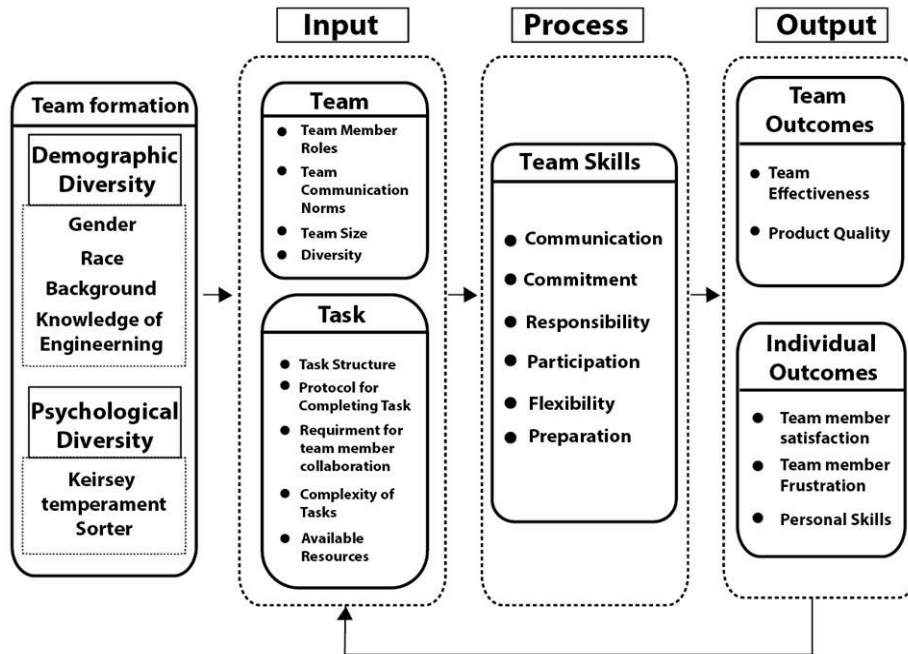 Input
Process
Output
Team formation
Demographic
Diversity
Gender
Race
Background
Knowledge of
Engineerning
Psychological
Diversity
Keirsey
temperament
Sorter
Team
Team Member
Roles
Team
Communication
Norms
Team Size
Diversity
Task
Task Structure
Protocol for
Completing Task
Requirment for
team member
collaboration
Complexity of
Tasks
Available
Resources
Team Skills
Communication
Commitment
Responsibility
Participation
Flexibility
Preparation
Team
Outcomes
Team
Effectiveness
Product Quality
Individual
Outcomes
Team member
satisfaction
Team member
Frustration
Personal Skills